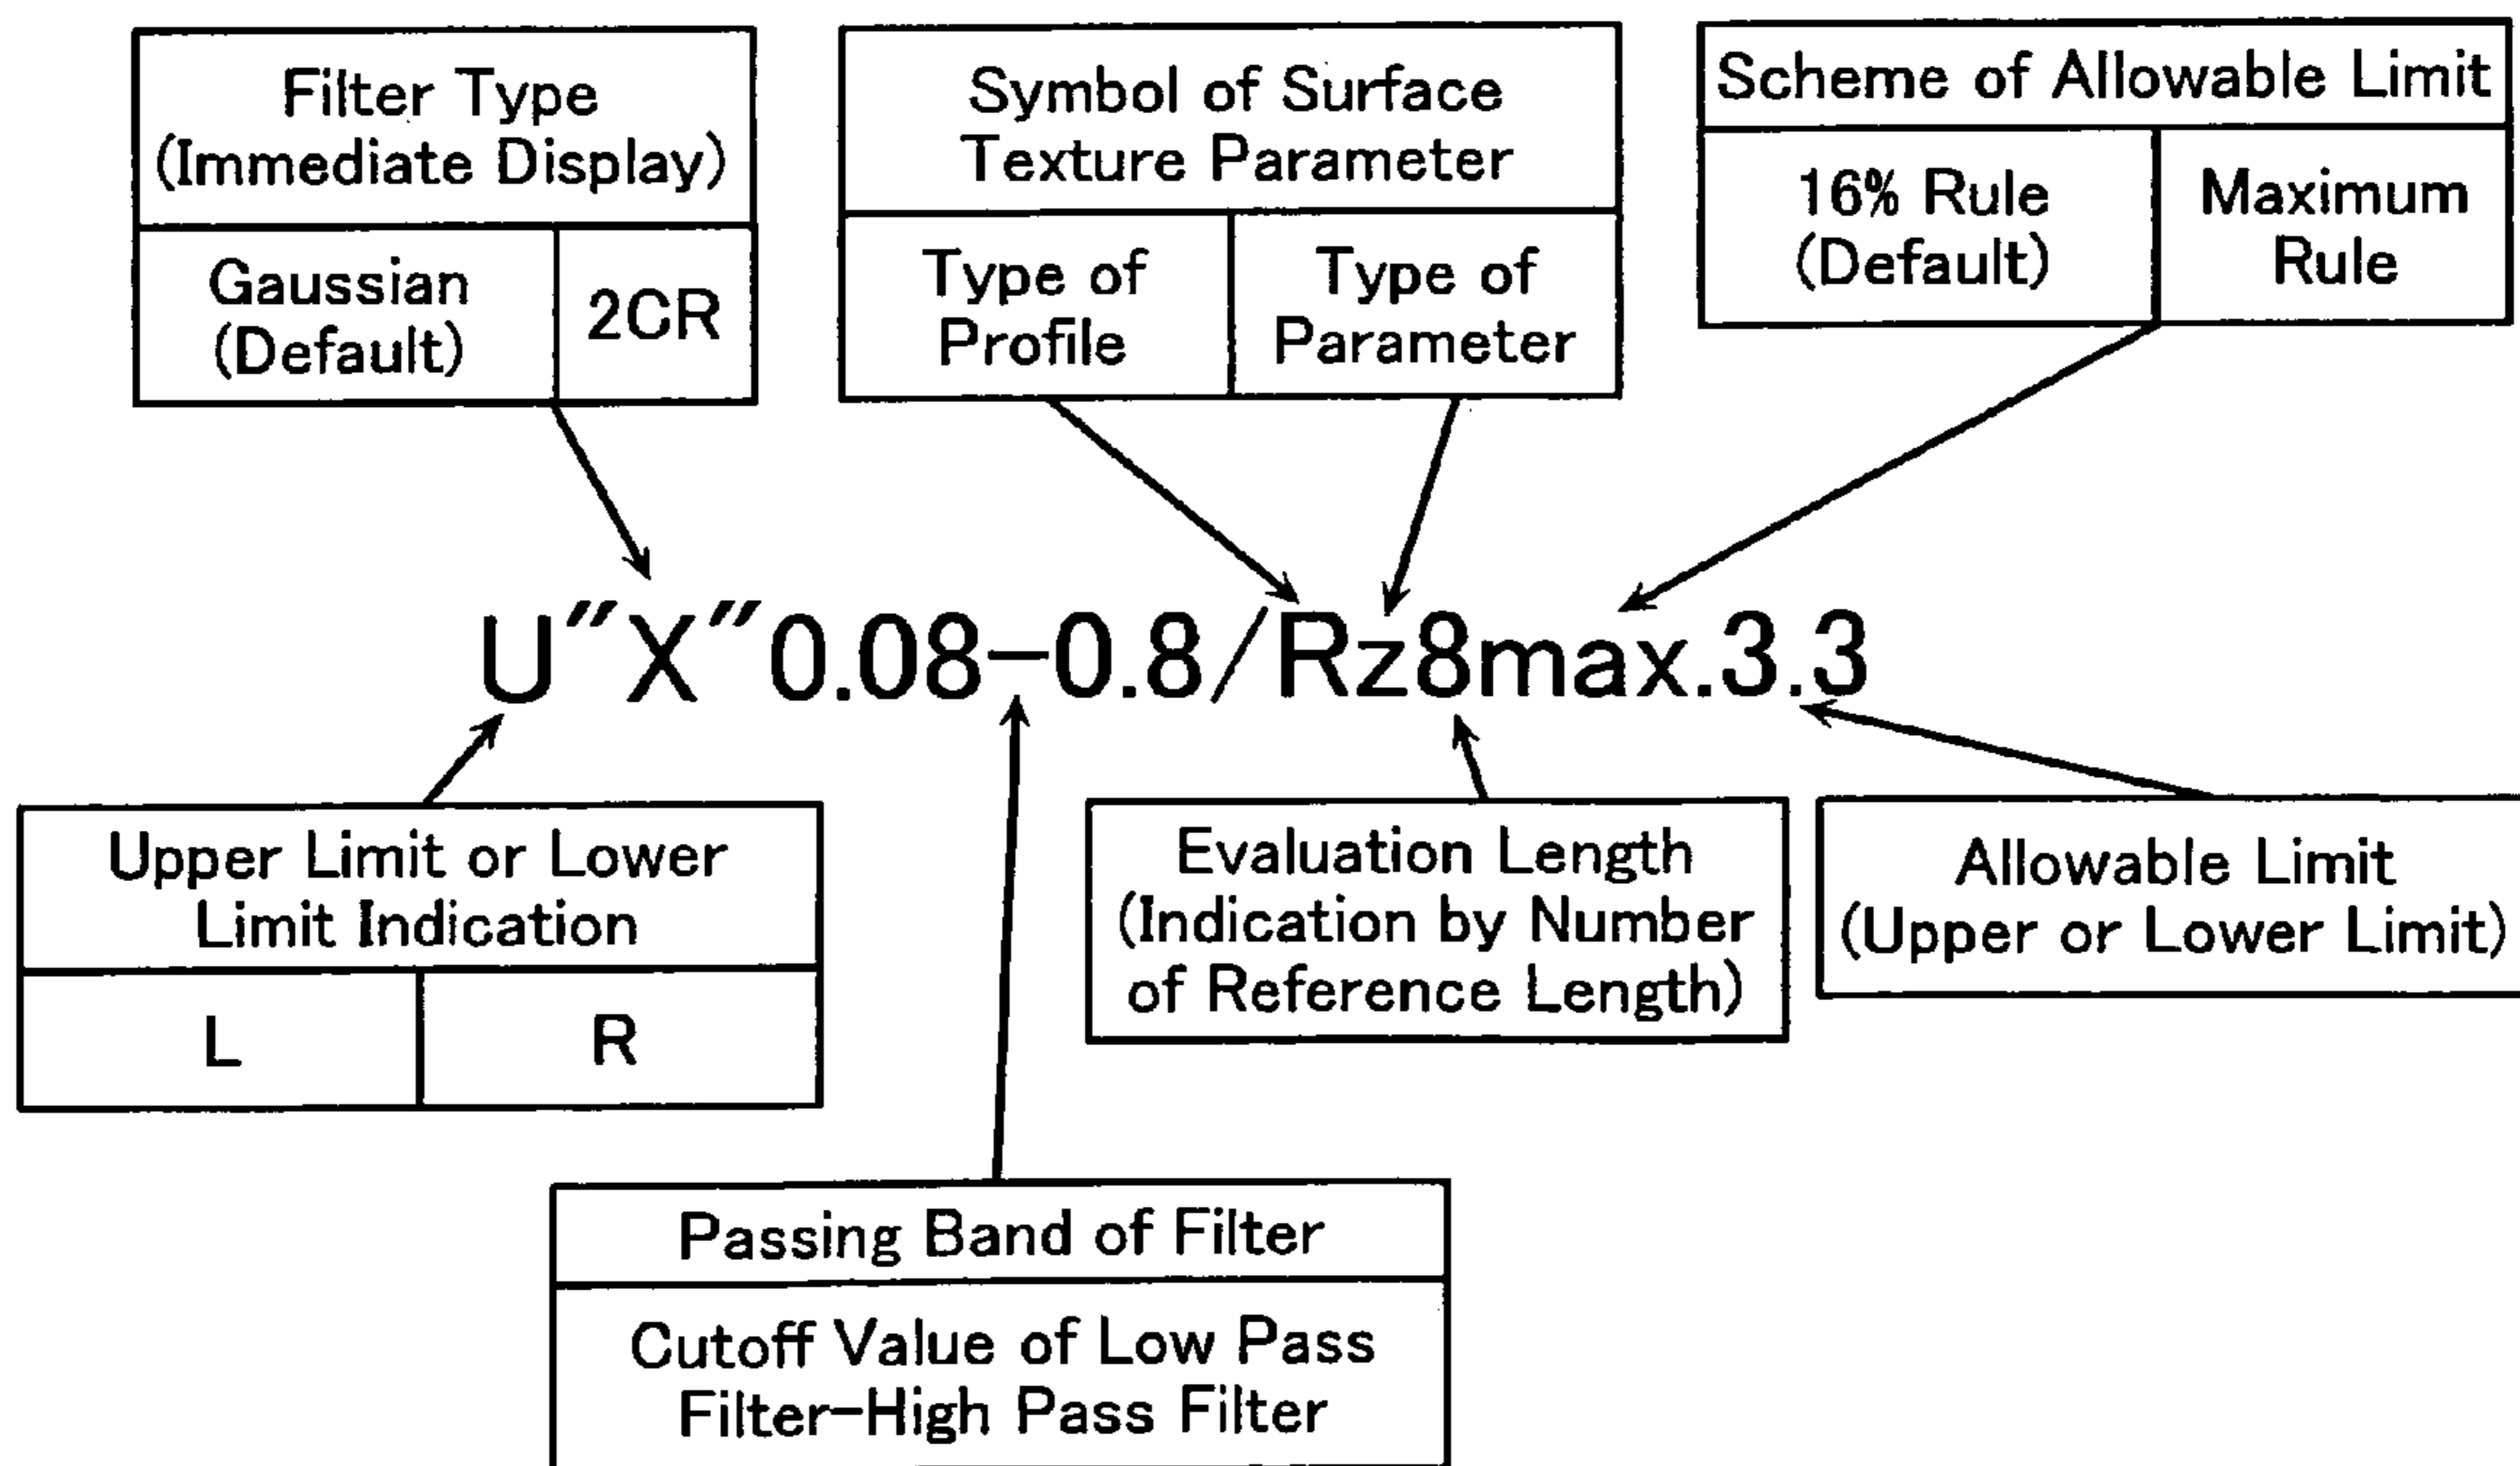 Filter Type
(Immediate Display)
Gaussian
(Default)
2CR
Symbol of Surface
Texture Parameter
Type of
Profile
Type of
Parameter
Scheme of Allowable Limit
16% Rule
(Default)
Maximum
Rule
U"X"0.08-0.8/Rz8max.3.3
Upper Limit or Lower
Limit Indication
L
R
Evaluation Length
(Indication by Number
of Reference Length)
Allowable Limit
(Upper or Lower Limit)
Passing Band of Filter
Cutoff Value of Low Pass
Filter-High Pass Filter